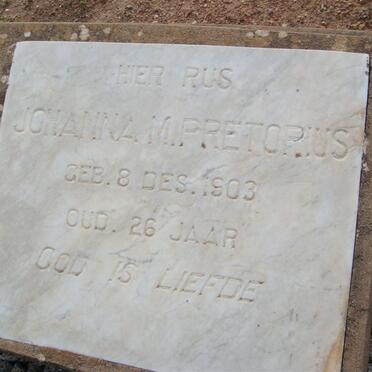 HIER RUS
JOHANNA M. PRETORIUS
GEB. 8 DES. 1903
OUD. 26 JAAR
GOD IS LIEFDE